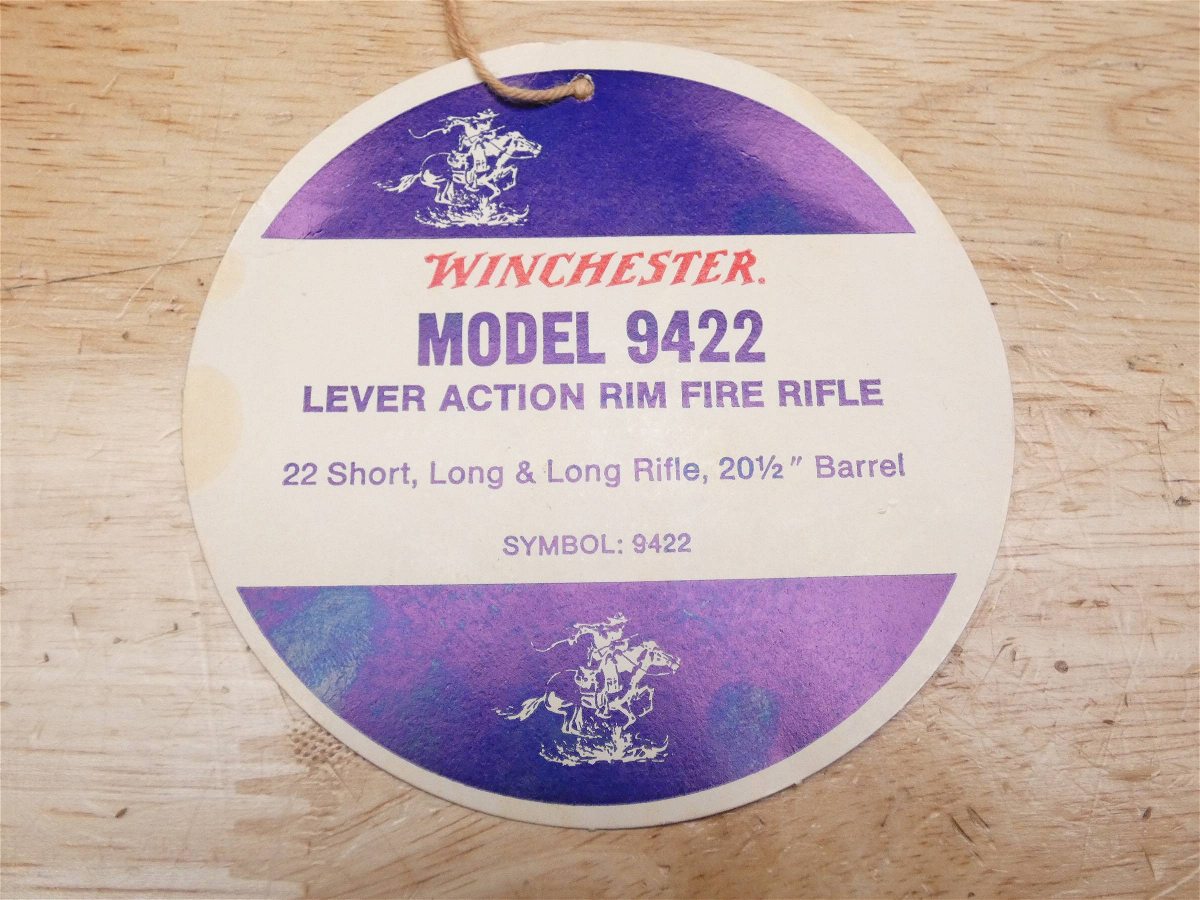 WINCHESTER.
MODEL 9422
LEVER ACTION RIM FIRE RIFLE
22 Short, Long & Long Rifle, 20½" Barrel
SYMBOL: 9422